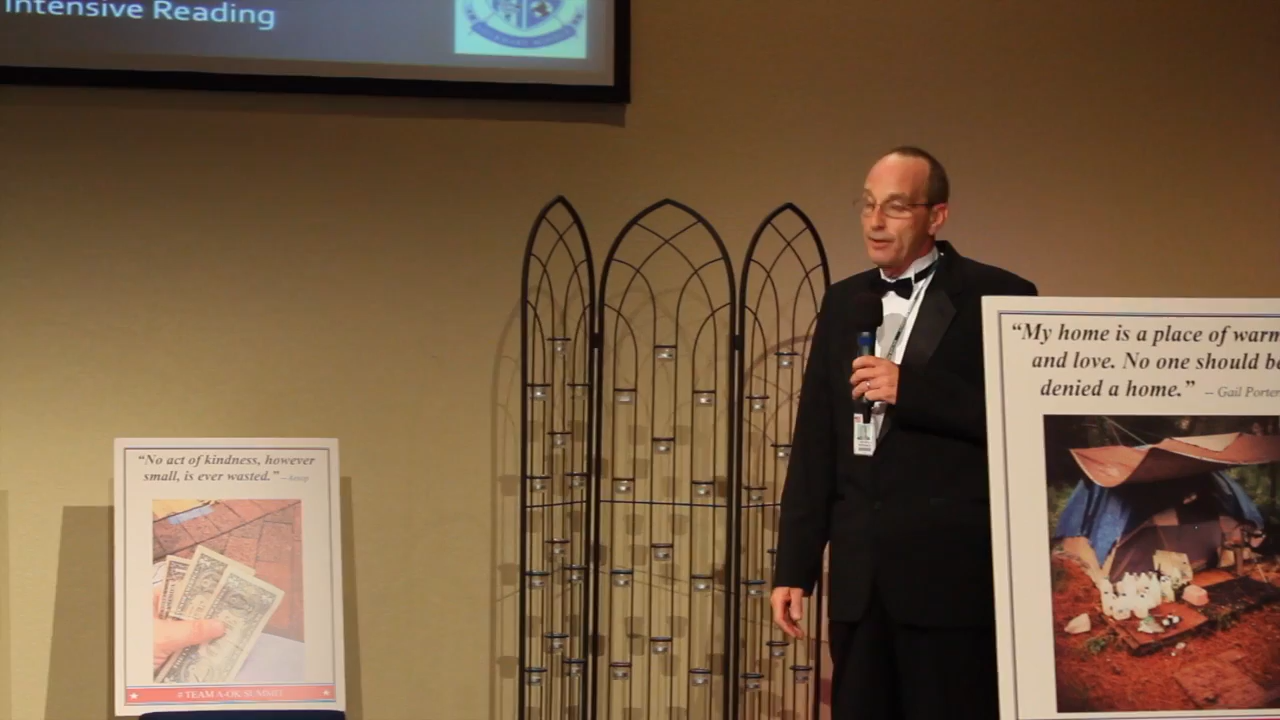 Intensive Reading
"No act of kindness, however
small, is ever wasted." – Aesop
# TEAM A-OK SUMMIT
"My home is a place of warm
and love. No one should be
denied a home." – Gail Porter